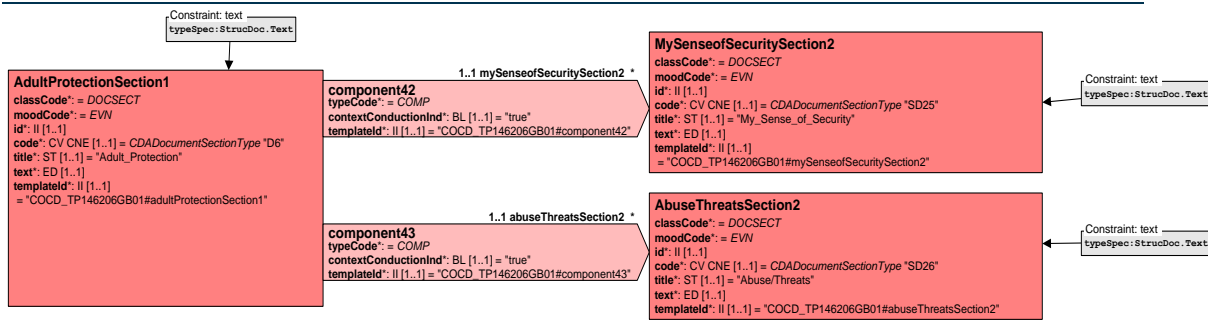 Constraint: text
typeSpec:StrucDoc.Text
AdultProtectionSection1
classCode*: = DOCSECT
moodCode*: = EVN
id*: II [1..1]
code*: CV CNE [1..1] = CDADocumentSectionType "D6"
title*: ST [1..1] = "Adult_Protection"
text*: ED [1..1]
templateId*: II [1..1]
= "COCD_TP146206GB01#adultProtectionSection1"
1..1 mySenseofSecuritySection2 *
component42
typeCode*: = COMP
contextConductionInd*: BL [1..1] = "true"
templateId*: II [1..1] = "COCD_TP146206GB01#component42"
MySenseofSecuritySection2
classCode*: = DOCSECT
moodCode*: = EVN
id*: II [1..1]
code*: CV CNE [1..1] = CDADocumentSectionType "SD25"
title*: ST [1..1] = "My_Sense_of_Security"
text*: ED [1..1]
templateId*: II [1..1]
= "COCD_TP146206GB01#mySenseofSecuritySection2"
Constraint: text
typeSpec:StrucDoc.Text
1..1 abuseThreatsSection2 *
component43
typeCode*: = COMP
contextConductionInd*: BL [1..1] = "true"
templateId*: II [1..1] = "COCD_TP146206GB01#component43"
AbuseThreatsSection2
classCode*: = DOCSECT
moodCode*: = EVN
id*: II [1..1]
code*: CV CNE [1..1] = CDADocumentSectionType "SD26"
title*: ST [1..1] = "Abuse/Threats"
text*: ED [1..1]
templateId*: II [1..1] = "COCD_TP146206GB01#abuseThreatsSection2"
Constraint: text
typeSpec:StrucDoc.Text